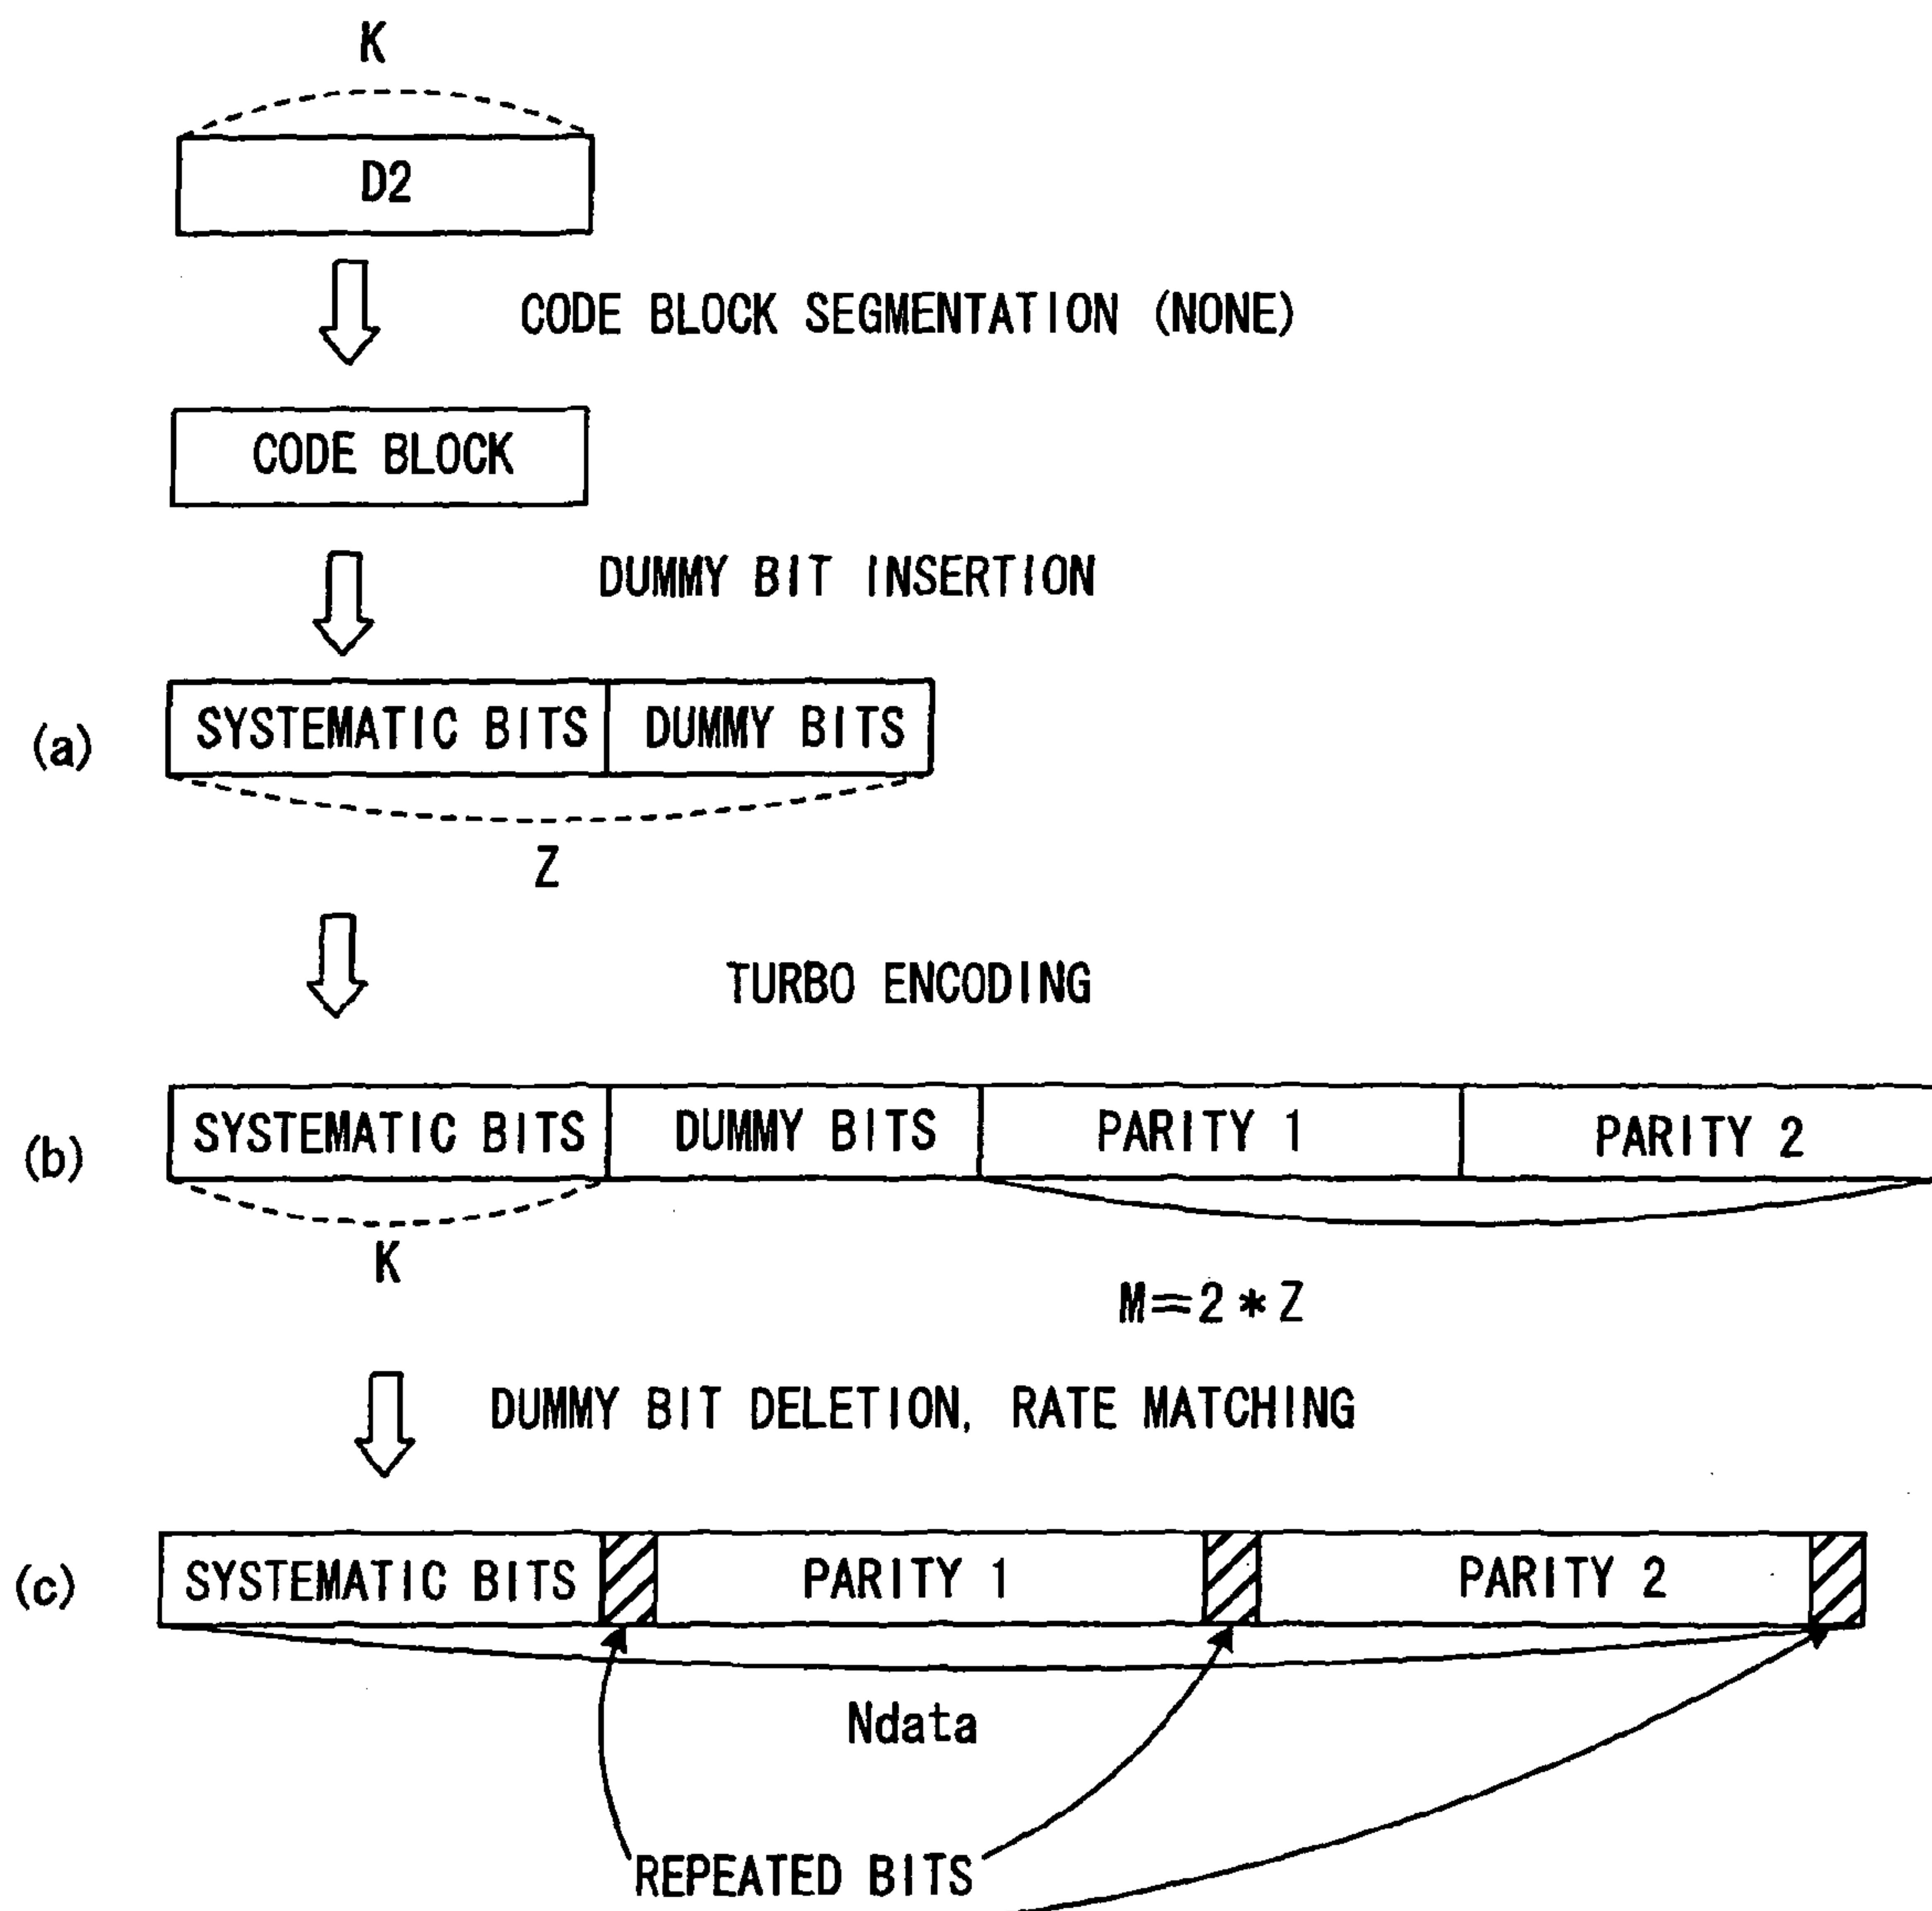 K
D2
CODE BLOCK SEGMENTATION (NONE)
CODE BLOCK
DUMMY BIT INSERTION
(a) SYSTEMATIC BITS DUMMY BITS
Z
TURBO ENCODING
(b) SYSTEMATIC BITS DUMMY BITS PARITY 1 PARITY 2
K
M=2*Z
DUMMY BIT DELETION, RATE MATCHING
(c) SYSTEMATIC BITS PARITY 1 PARITY 2
Ndata
REPEATED BITS